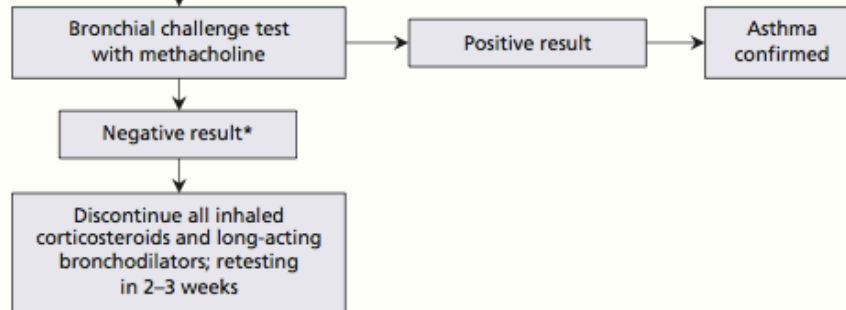 Bronchial challenge test
with methacholine
Positive result
Asthma
confirmed
Negative result*
Discontinue all inhaled
corticosteroids and long-acting
bronchodilators; retesting
in 2–3 weeks